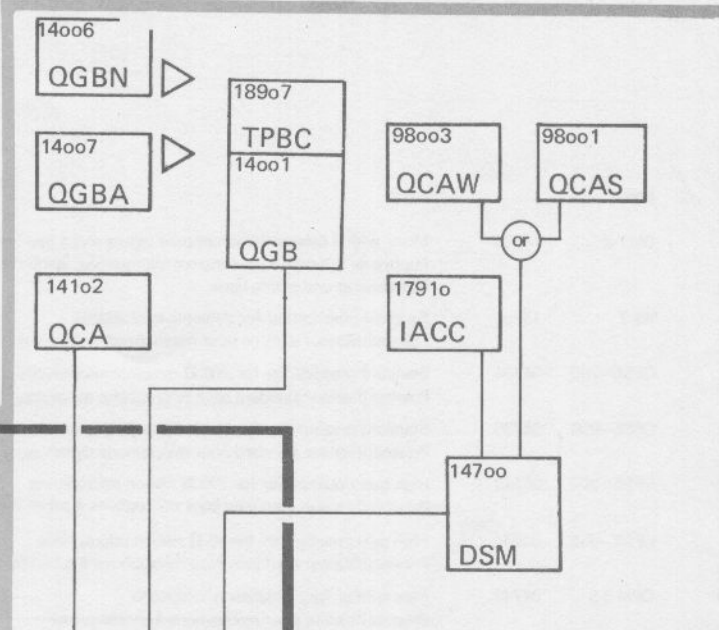 14oo6
QGBN
14oo7
QGBA
189o7
TPBC
14oo1
QGB
98oo3
QCAW
98oo1
QCAS
or
141o2
QCA
1791o
IACC
147oo
DSM